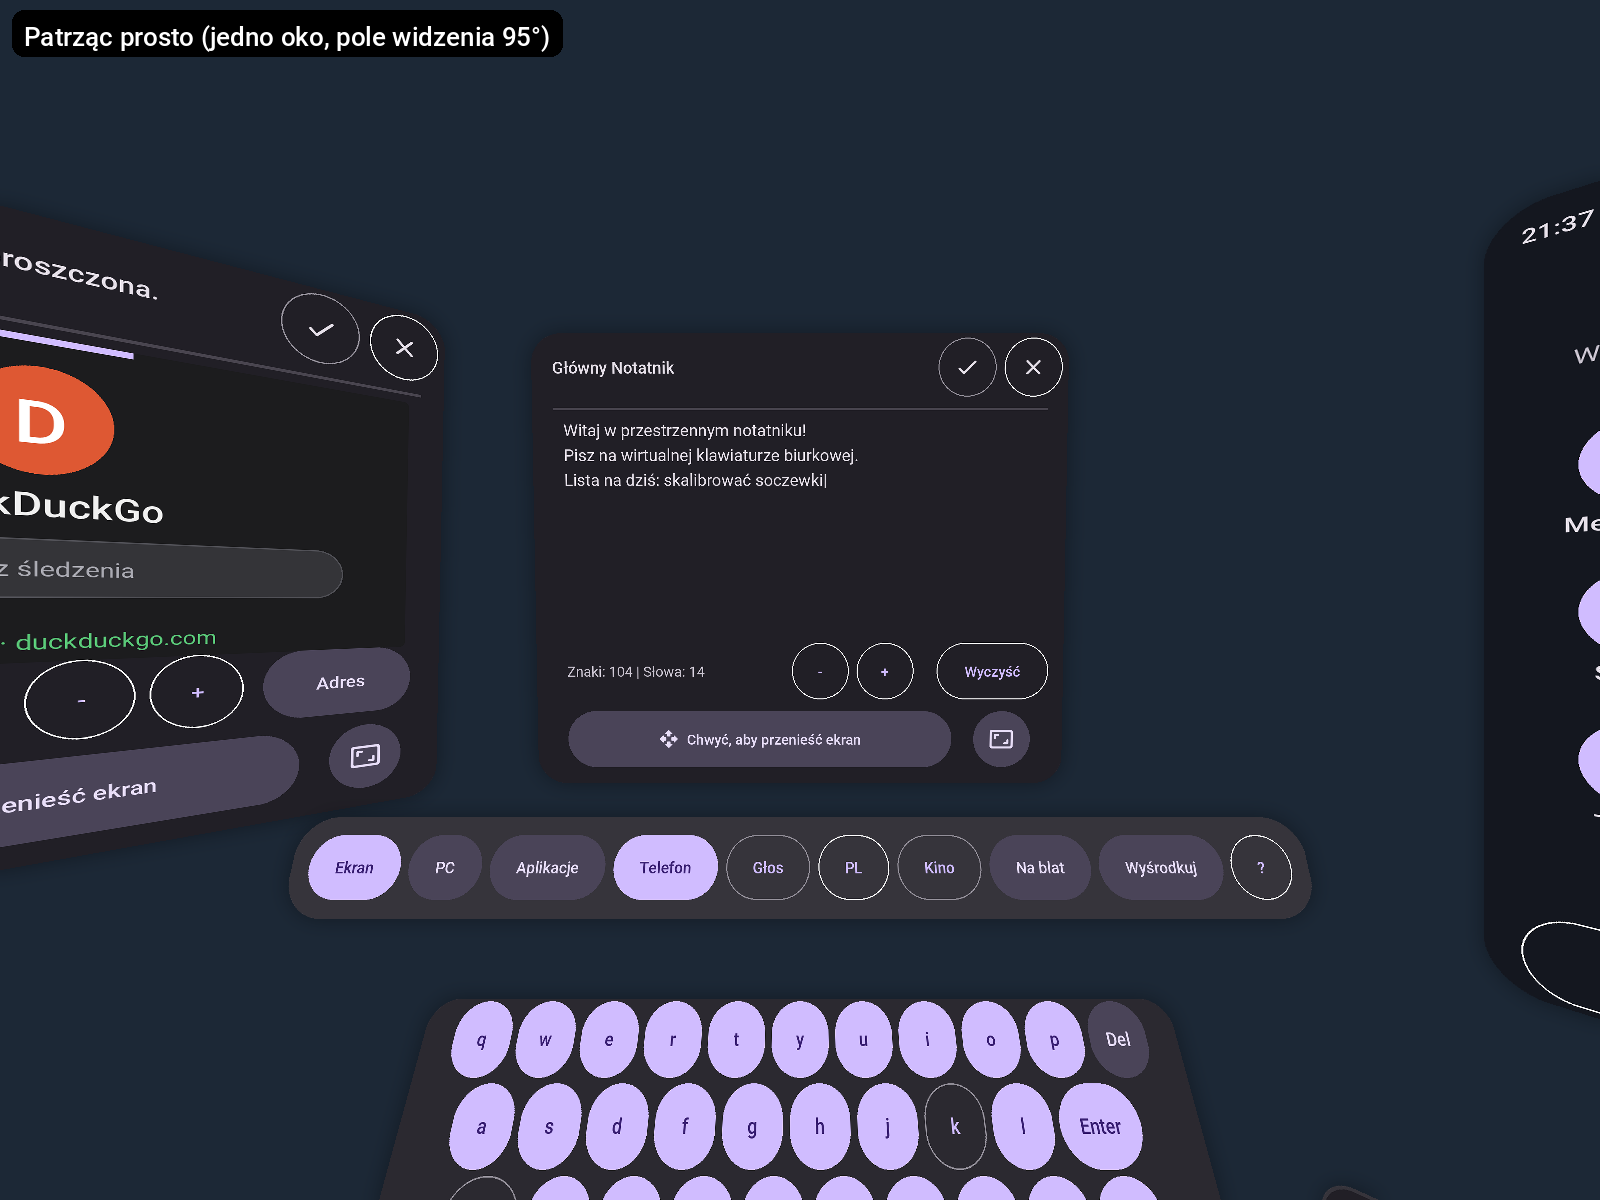 Patrząc prosto (jedno oko, pole widzenia 95°)
roszczona.
D
kDuckGo
z śledzenia
· duckduckgo.com
- + Adres
enieść ekran
Główny Notatnik
Witaj w przestrzennym notatniku!
Pisz na wirtualnej klawiaturze biurkowej.
Lista na dziś: skalibrować soczewki|
Znaki: 104 | Słowa: 14 - + Wyczyść
Chwyć, aby przenieść ekran
21:37
W
Me
Ekran PC Aplikacje Telefon Głos PL Kino Na blat Wyśrodkuj ?
q w e r t y u i o p Del
a s d f g h j k l Enter